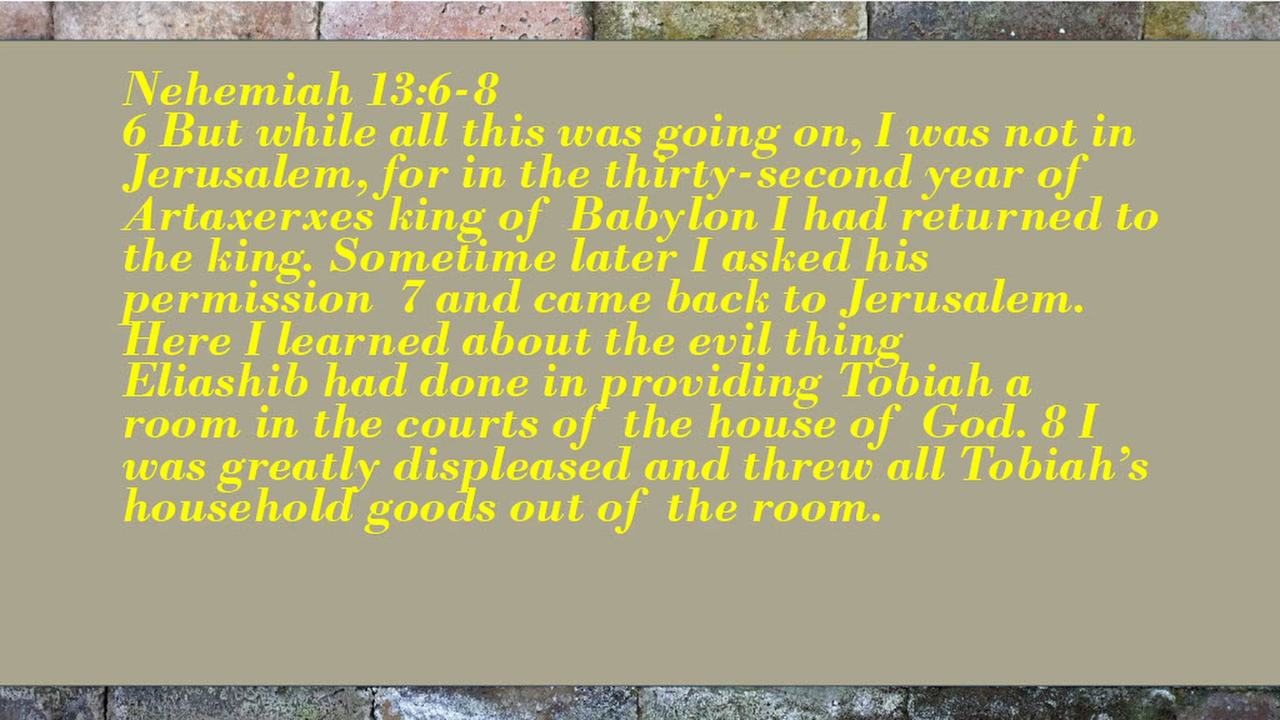 Nehemiah 13:6-8
6 But while all this was going on, I was not in
Jerusalem, for in the thirty-second year of
Artaxerxes king of Babylon I had returned to
the king. Sometime later I asked his
permission 7 and came back to Jerusalem.
Here I learned about the evil thing
Eliashib had done in providing Tobiah a
room in the courts of the house of God. 8 I
was greatly displeased and threw all Tobiah’s
household goods out of the room.